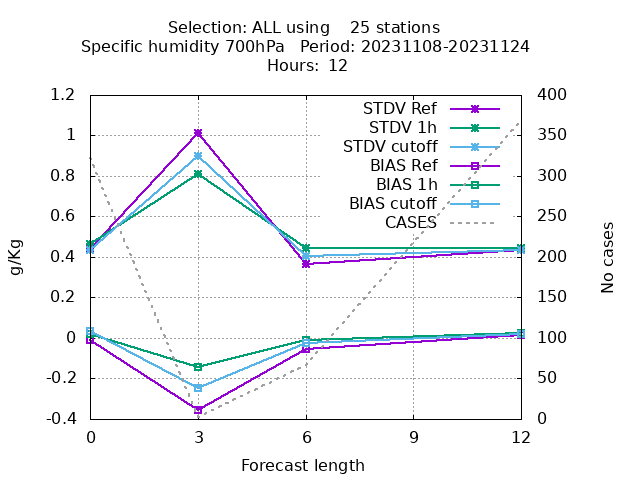 Selection: ALL using    25 stations
Specific humidity 700hPa   Period: 20231108-20231124
Hours:  12
1.2
1
0.8
0.6
0.4
0.2
0
-0.2
-0.4
g/Kg
STDV Ref
STDV 1h
STDV cutoff
BIAS Ref
BIAS 1h
BIAS cutoff
CASES
400
350
300
250
200
150
100
50
0
No cases
0 3 6 9 12
Forecast length